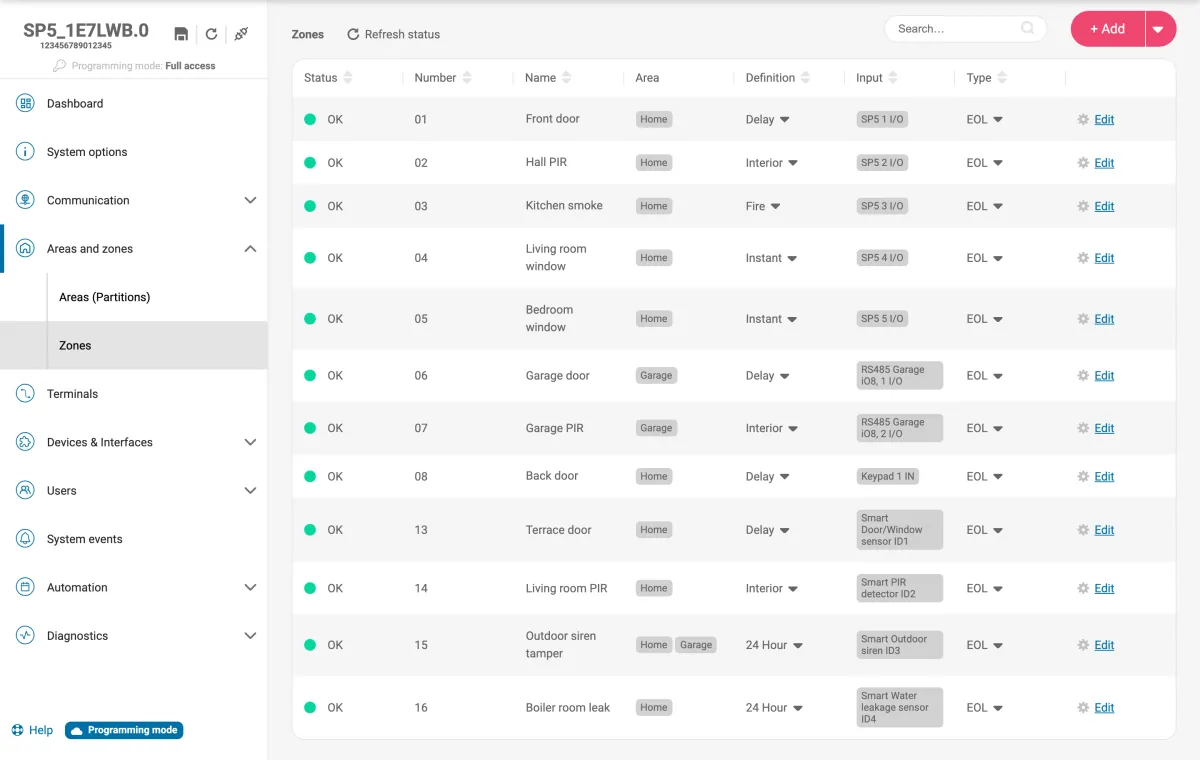 SP5_1E7LWB.0
123456789012345
Programming mode: Full access
Dashboard
System options
Communication
Areas and zones
Areas (Partitions)
Zones
Terminals
Devices & Interfaces
Users
System events
Automation
Diagnostics
Help
Programming mode
Zones
Refresh status
Search...
+ Add
Status Number Name Area Definition Input Type
OK 01 Front door Home Delay SP5 1 I/O EOL Edit
OK 02 Hall PIR Home Interior SP5 2 I/O EOL Edit
OK 03 Kitchen smoke Home Fire SP5 3 I/O EOL Edit
OK 04 Living room
window Home Instant SP5 4 I/O EOL Edit
OK 05 Bedroom
window Home Instant SP5 5 I/O EOL Edit
OK 06 Garage door Garage Delay RS485 Garage
iO8, 1 I/O EOL Edit
OK 07 Garage PIR Garage Interior RS485 Garage
iO8, 2 I/O EOL Edit
OK 08 Back door Home Delay Keypad 1 IN EOL Edit
OK 13 Terrace door Home Delay Smart
Door/Window
sensor ID1 EOL Edit
OK 14 Living room PIR Home Interior Smart PIR
detector ID2 EOL Edit
OK 15 Outdoor siren
tamper Home Garage 24 Hour Smart Outdoor
siren ID3 EOL Edit
OK 16 Boiler room leak Home 24 Hour Smart Water
leakage sensor
ID4 EOL Edit